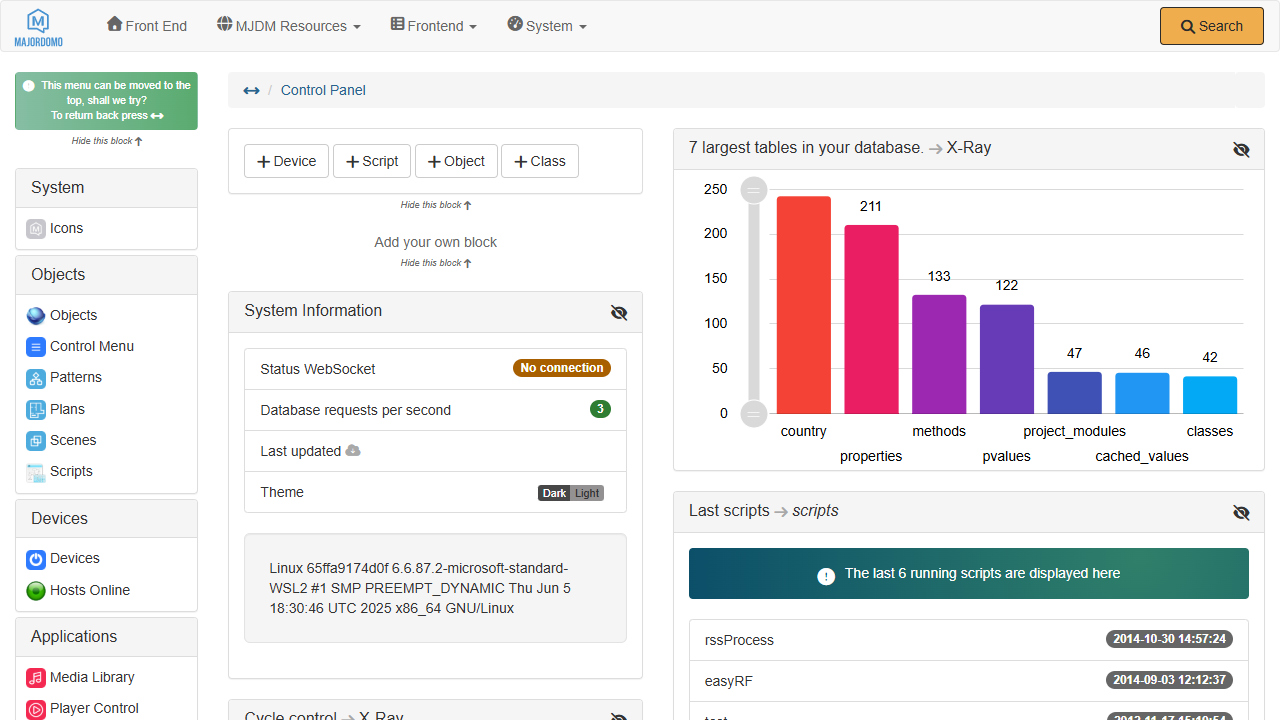 MAJORDOMO
Front End
MJDM Resources
Frontend
System
Search
This menu can be moved to the
top, shall we try?
To return back press
Hide this block
System
Icons
Objects
Objects
Control Menu
Patterns
Plans
Scenes
Scripts
Devices
Devices
Hosts Online
Applications
Media Library
Player Control
/ Control Panel
Device
Script
Object
Class
Hide this block
Add your own block
Hide this block
System Information
Status WebSocket
No connection
Database requests per second
3
Last updated
Theme
Dark Light
Linux 65ffa9174d0f 6.6.87.2-microsoft-standard-
WSL2 #1 SMP PREEMPT_DYNAMIC Thu Jun 5
18:30:46 UTC 2025 x86_64 GNU/Linux
Cycle control → X-Ray
7 largest tables in your database. → X-Ray
250
200
150
100
50
0
211
133
122
47
46
42
country
properties
methods
pvalues
project_modules
cached_values
classes
Last scripts → scripts
The last 6 running scripts are displayed here
rssProcess
2014-10-30 14:57:24
easyRF
2014-09-03 12:12:37